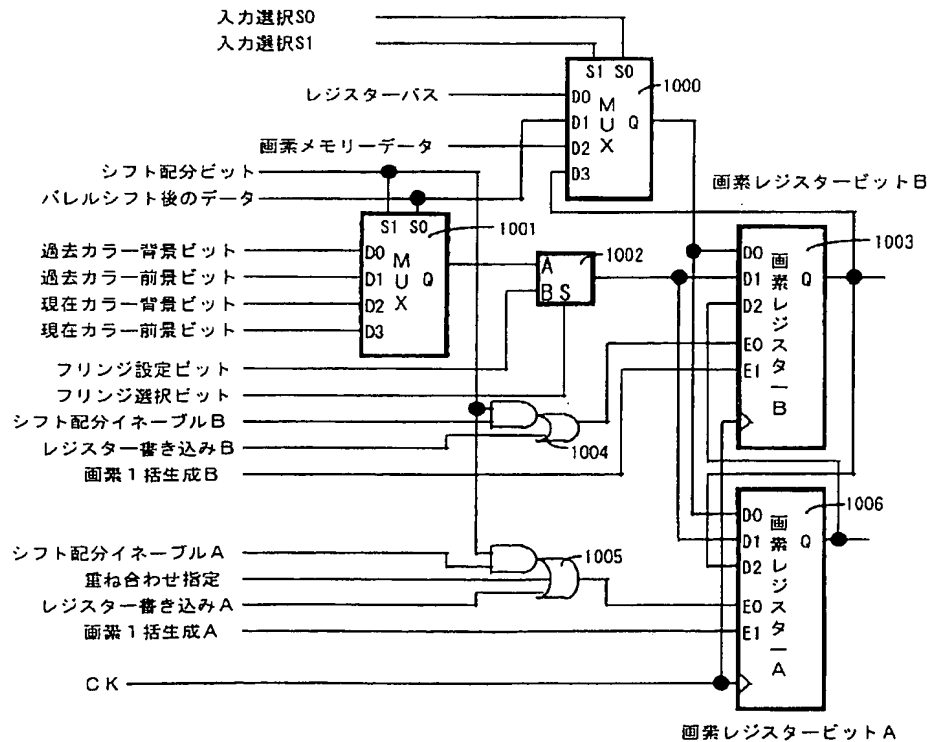 入力選択S0
入力選択S1
S1 S0
1000
レジスターバス
D0
MUX
Q
D1
画素メモリーデータ
D2
シフト配分ビット
D3
画素レジスタービットB
バレルシフト後のデータ
S1 S0
1001
過去カラー背景ビット
D0
MUX
Q
過去カラー前景ビット
D1
現在カラー背景ビット
D2
現在カラー前景ビット
D3
A
1002
B S
1003
D0
画素レジスターB
Q
D1
D2
E0
E1
フリンジ設定ビット
フリンジ選択ビット
シフト配分イネーブルB
レジスター書き込みB
1004
画素1括生成B
1006
D0
画素レジスターA
D1
Q
D2
E0
E1
シフト配分イネーブルA
1005
重ね合わせ指定
レジスター書き込みA
画素1括生成A
CK
画素レジスタービットA